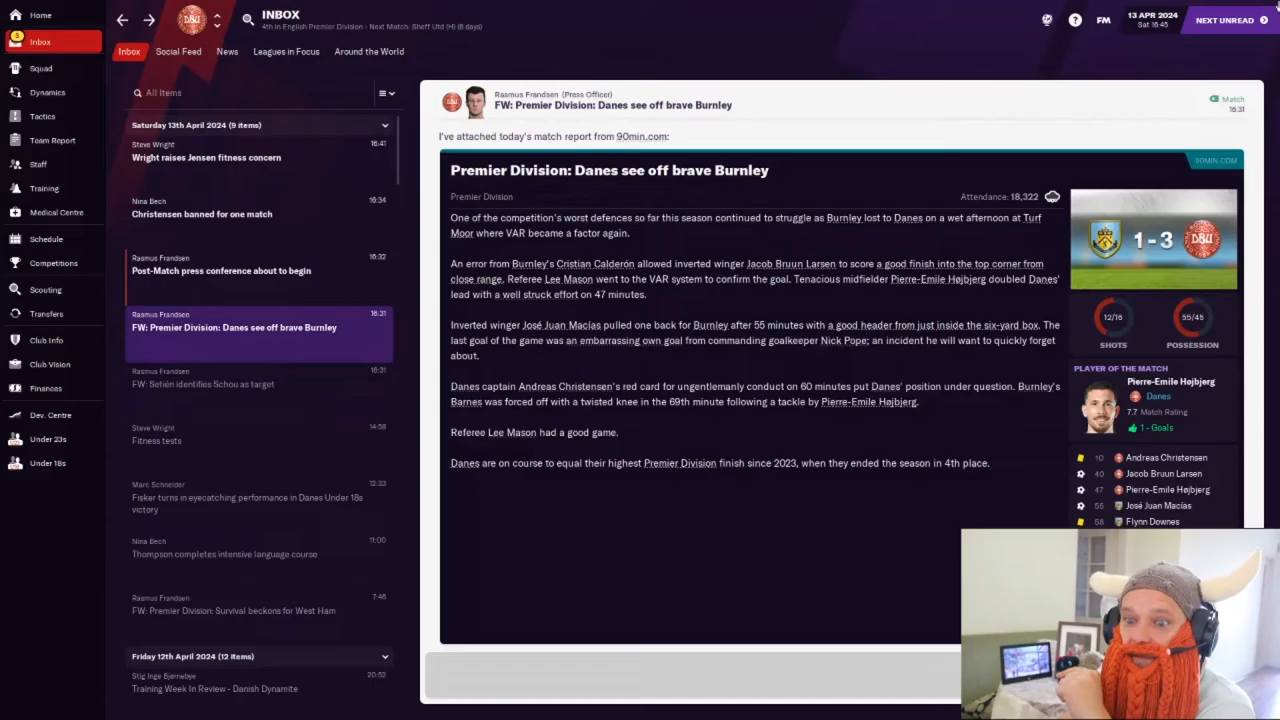 Home
5
Inbox
Squad
Dynamics
Tactics
Team Report
Staff
Training
Medical Centre
Schedule
Competitions
Scouting
Transfers
Club Info
Club Vision
Finances
Dev. Centre
Under 23s
Under 18s
DBU
INBOX
4th in English Premier Division - Next Match: Sheff Utd (H) (8 days)
FM
13 APR 2024
Sat 16:45
NEXT UNREAD
Inbox
Social Feed
News
Leagues in Focus
Around the World
All Items
Saturday 13th April 2024 (9 items)
Steve Wright 16:41
Wright raises Jensen fitness concern
Nina Bech 16:34
Christensen banned for one match
Rasmus Frandsen 16:32
Post-Match press conference about to begin
Rasmus Frandsen 16:31
FW: Premier Division: Danes see off brave Burnley
Rasmus Frandsen 16:31
FW: Setién identifies Schou as target
Steve Wright 14:58
Fitness tests
Marc Schneider 12:33
Fisker turns in eyecatching performance in Danes Under 18s
victory
Nina Bech 11:00
Thompson completes intensive language course
Rasmus Frandsen 7:46
FW: Premier Division: Survival beckons for West Ham
Friday 12th April 2024 (12 items)
Stig Inge Bjørnebye 20:52
Training Week In Review - Danish Dynamite
DBU
Rasmus Frandsen (Press Officer)
FW: Premier Division: Danes see off brave Burnley
Match
16:31
I've attached today's match report from 90min.com:
90MIN.COM
Premier Division: Danes see off brave Burnley
Premier Division
Attendance: 18,322
One of the competition's worst defences so far this season continued to struggle as Burnley lost to Danes on a wet afternoon at Turf
Moor where VAR became a factor again.
An error from Burnley's Cristian Calderón allowed inverted winger Jacob Bruun Larsen to score a good finish into the top corner from
close range. Referee Lee Mason went to the VAR system to confirm the goal. Tenacious midfielder Pierre-Emile Højbjerg doubled Danes'
lead with a well struck effort on 47 minutes.
Inverted winger José Juan Macías pulled one back for Burnley after 55 minutes with a good header from just inside the six-yard box. The
last goal of the game was an embarrassing own goal from commanding goalkeeper Nick Pope; an incident he will want to quickly forget
about.
Danes captain Andreas Christensen's red card for ungentlemanly conduct on 60 minutes put Danes' position under question. Burnley's
Barnes was forced off with a twisted knee in the 69th minute following a tackle by Pierre-Emile Højbjerg.
Referee Lee Mason had a good game.
Danes are on course to equal their highest Premier Division finish since 2023, when they ended the season in 4th place.
1 - 3
DBU
12/16
SHOTS
55/45
POSSESSION
PLAYER OF THE MATCH
Pierre-Emile Højbjerg
Danes
7.7 Match Rating
1 - Goals
10 Andreas Christensen
40 Jacob Bruun Larsen
47 Pierre-Emile Højbjerg
55 José Juan Macías
58 Flynn Downes